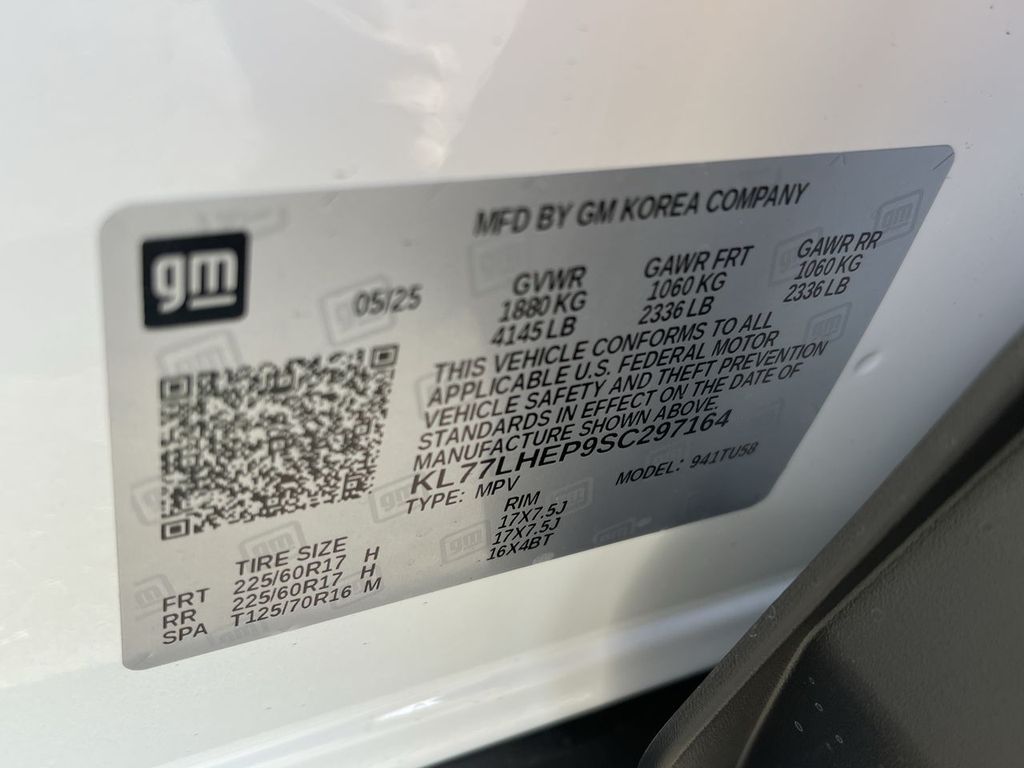 gm
MFD BY GM KOREA COMPANY
05/25
GVWR GAWR FRT GAWR RR
1880 KG 1060 KG 1060 KG
4145 LB 2336 LB 2336 LB
THIS VEHICLE CONFORMS TO ALL
APPLICABLE U.S. FEDERAL MOTOR
VEHICLE SAFETY AND THEFT PREVENTION
STANDARDS IN EFFECT ON THE DATE OF
MANUFACTURE SHOWN ABOVE.
KL77LHEP9SC297164
TYPE: MPV MODEL: 941TU58
TIRE SIZE RIM
FRT 225/60R17 H 17X7.5J
RR 225/60R17 H 17X7.5J
SPA T125/70R16 M 16X4BT